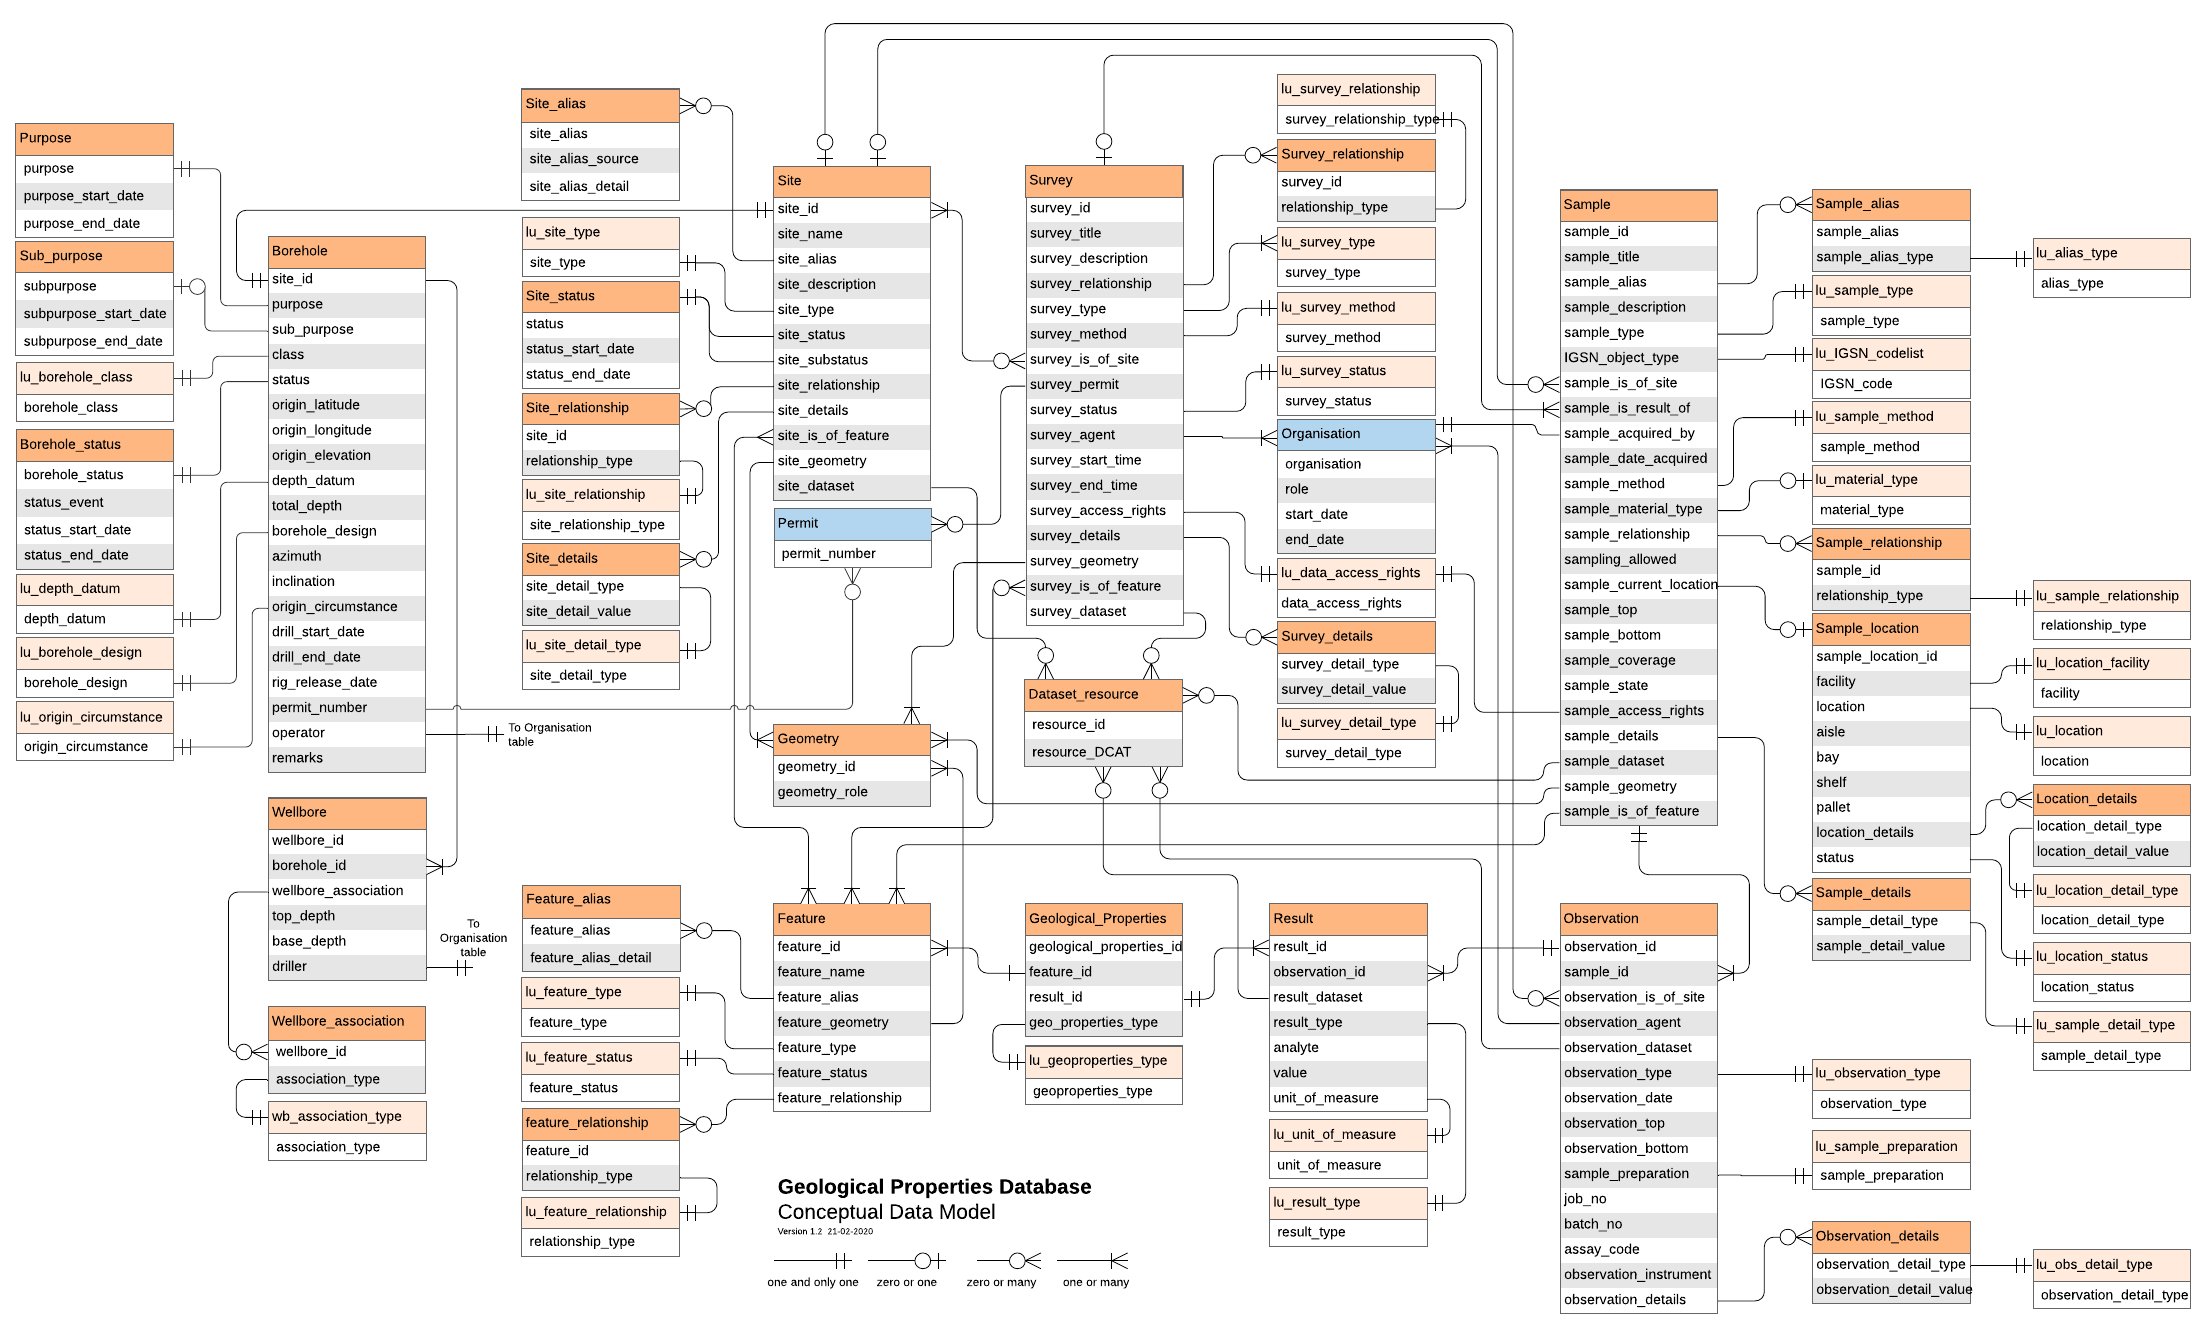 Purpose
purpose
purpose_start_date
purpose_end_date
Sub_purpose
subpurpose
subpurpose_start_date
subpurpose_end_date
lu_borehole_class
borehole_class
Borehole_status
borehole_status
status_event
status_start_date
status_end_date
lu_depth_datum
depth_datum
lu_borehole_design
borehole_design
lu_origin_circumstance
origin_circumstance
Borehole
site_id
purpose
sub_purpose
class
status
origin_latitude
origin_longitude
origin_elevation
depth_datum
total_depth
borehole_design
azimuth
inclination
origin_circumstance
drill_start_date
drill_end_date
rig_release_date
permit_number
operator
remarks
To Organisation
table
Wellbore
wellbore_id
borehole_id
wellbore_association
top_depth
base_depth
driller
To
Organisation
table
Wellbore_association
wellbore_id
association_type
wb_association_type
association_type
Site_alias
site_alias
site_alias_source
site_alias_detail
lu_site_type
site_type
Site_status
status
status_start_date
status_end_date
Site_relationship
site_id
relationship_type
lu_site_relationship
site_relationship_type
Site_details
site_detail_type
site_detail_value
lu_site_detail_type
site_detail_type
Feature_alias
feature_alias
feature_alias_detail
lu_feature_type
feature_type
lu_feature_status
feature_status
feature_relationship
feature_id
relationship_type
lu_feature_relationship
relationship_type
Site
site_id
site_name
site_alias
site_description
site_type
site_status
site_substatus
site_relationship
site_details
site_is_of_feature
site_geometry
site_dataset
Permit
permit_number
Geometry
geometry_id
geometry_role
Feature
feature_id
feature_name
feature_alias
feature_geometry
feature_type
feature_status
feature_relationship
Survey
survey_id
survey_title
survey_description
survey_relationship
survey_type
survey_method
survey_is_of_site
survey_permit
survey_status
survey_agent
survey_start_time
survey_end_time
survey_access_rights
survey_details
survey_geometry
survey_is_of_feature
survey_dataset
Dataset_resource
resource_id
resource_DCAT
Geological_Properties
geological_properties_id
feature_id
result_id
geo_properties_type
lu_geoproperties_type
geoproperties_type
lu_survey_relationship
survey_relationship_type
Survey_relationship
survey_id
relationship_type
lu_survey_type
survey_type
lu_survey_method
survey_method
lu_survey_status
survey_status
Organisation
organisation
role
start_date
end_date
lu_data_access_rights
data_access_rights
Survey_details
survey_detail_type
survey_detail_value
lu_survey_detail_type
survey_detail_type
Result
result_id
observation_id
result_dataset
result_type
analyte
value
unit_of_measure
lu_unit_of_measure
unit_of_measure
lu_result_type
result_type
Sample
sample_id
sample_title
sample_alias
sample_description
sample_type
IGSN_object_type
sample_is_of_site
sample_is_result_of
sample_acquired_by
sample_date_acquired
sample_method
sample_material_type
sample_relationship
sampling_allowed
sample_current_location
sample_top
sample_bottom
sample_coverage
sample_state
sample_access_rights
sample_details
sample_dataset
sample_geometry
sample_is_of_feature
Observation
observation_id
sample_id
observation_is_of_site
observation_agent
observation_dataset
observation_type
observation_date
observation_top
observation_bottom
sample_preparation
job_no
batch_no
assay_code
observation_instrument
observation_details
Sample_alias
sample_alias
sample_alias_type
lu_sample_type
sample_type
lu_IGSN_codelist
IGSN_code
lu_sample_method
sample_method
lu_material_type
material_type
Sample_relationship
sample_id
relationship_type
Sample_location
sample_location_id
facility
location
aisle
bay
shelf
pallet
location_details
status
Sample_details
sample_detail_type
sample_detail_value
lu_observation_type
observation_type
lu_sample_preparation
sample_preparation
Observation_details
observation_detail_type
observation_detail_value
lu_alias_type
alias_type
lu_sample_relationship
relationship_type
lu_location_facility
facility
lu_location
location
Location_details
location_detail_type
location_detail_value
lu_location_detail_type
location_detail_type
lu_location_status
location_status
lu_sample_detail_type
sample_detail_type
lu_obs_detail_type
observation_detail_type
Geological Properties Database
Conceptual Data Model
Version 1.2 21-02-2020
one and only one
zero or one
zero or many
one or many